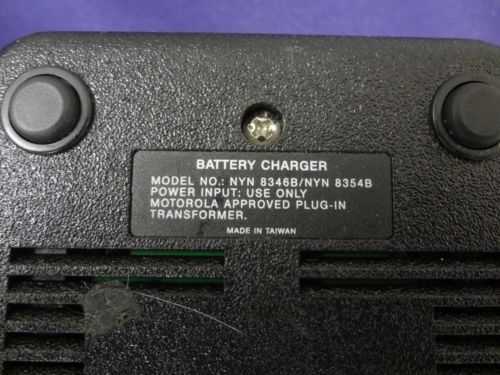 BATTERY CHARGER
MODEL NO.: NYN 8346B/NYN 8354B
POWER INPUT: USE ONLY
MOTOROLA APPROVED PLUG-IN
TRANSFORMER.
MADE IN TAIWAN